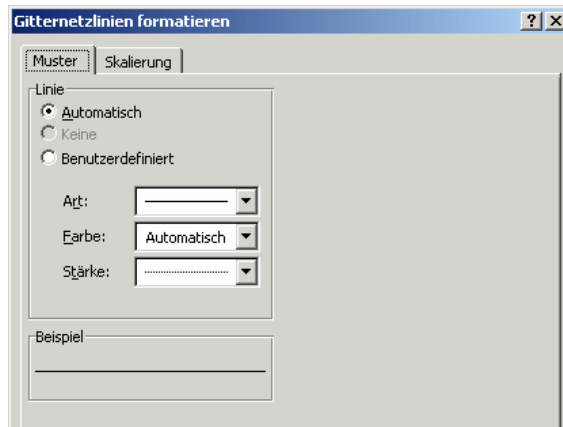 Gitternetzlinien formatieren
Muster Skalierung
Linie
Automatisch
Keine
Benutzerdefiniert
Art:
Farbe: Automatisch
Stärke:
Beispiel